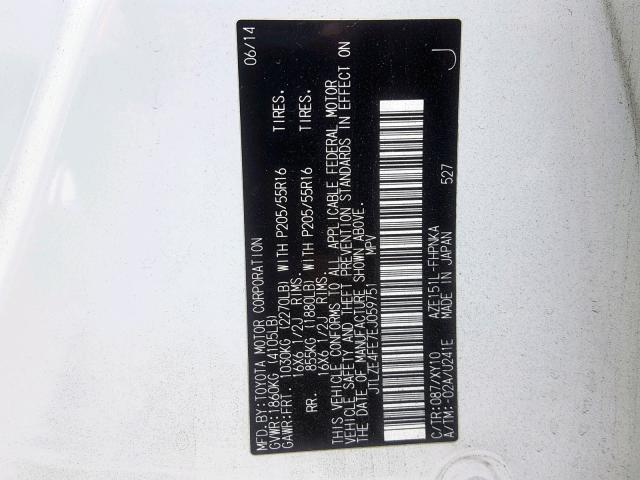 MFD.BY:TOYOTA MOTOR CORPORATION 06/14
GVWR:1860KG (4105LB)
GAWR:FRT. 1030KG (2270LB) WITH P205/55R16 TIRES.
16X6 1/2J RIMS.
RR. 855KG (1880LB) WITH P205/55R16 TIRES.
16X6 1/2J RIMS.
THIS VEHICLE CONFORMS TO ALL APPLICABLE FEDERAL MOTOR
VEHICLE SAFETY AND THEFT PREVENTION STANDARDS IN EFFECT ON
THE DATE OF MANUFACTURE SHOWN ABOVE.
JTLZE4FE7EJ059751 MPV
C/TR:087/XY10 AZE151L-FHPNKA
A/TM:-02A/U241E MADE IN JAPAN 527 J